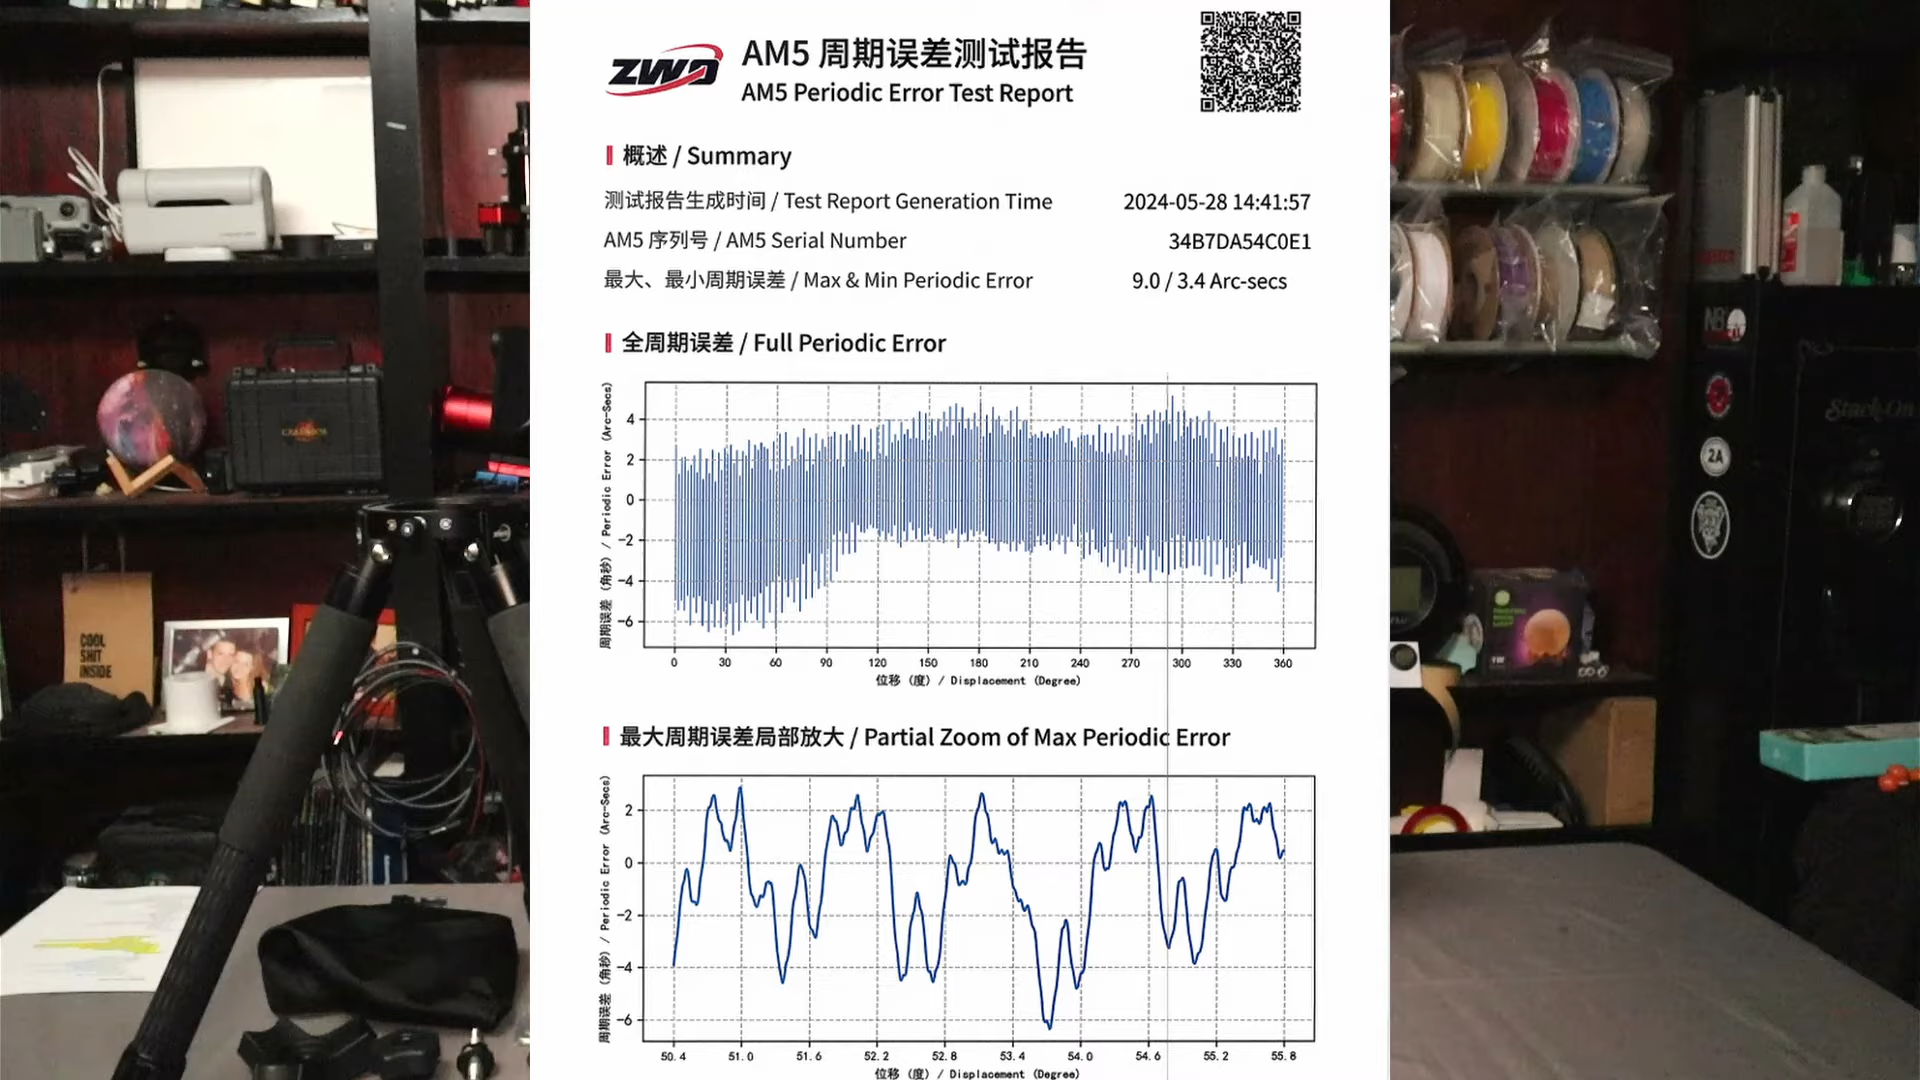 ZWO
AM5 周期误差测试报告
AM5 Periodic Error Test Report
概述 / Summary
测试报告生成时间 / Test Report Generation Time 2024-05-28 14:41:57
AM5 序列号 / AM5 Serial Number 34B7DA54C0E1
最大、最小周期误差 / Max & Min Periodic Error 9.0 / 3.4 Arc-secs
全周期误差 / Full Periodic Error
周期误差 (角秒) / Periodic Error (Arc-Secs)
4
2
0
-2
-4
-6
0 30 60 90 120 150 180 210 240 270 300 330 360
位移 (度) / Displacement (Degree)
最大周期误差局部放大 / Partial Zoom of Max Periodic Error
周期误差 (角秒) / Periodic Error (Arc-Secs)
2
0
-2
-4
-6
50.4 51.0 51.6 52.2 52.8 53.4 54.0 54.6 55.2 55.8
位移 (度) / Displacement (Degree)
COOL
SHIT
INSIDE
2A
Stack-On